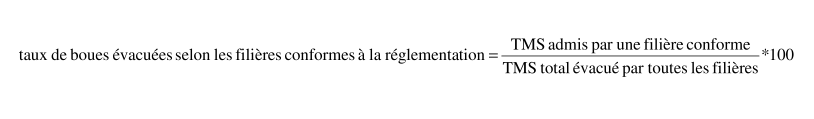 taux de boues évacuées selon les filières conformes à la réglementation = TMS admis par une filière conforme / TMS total évacué par toutes les filières *100